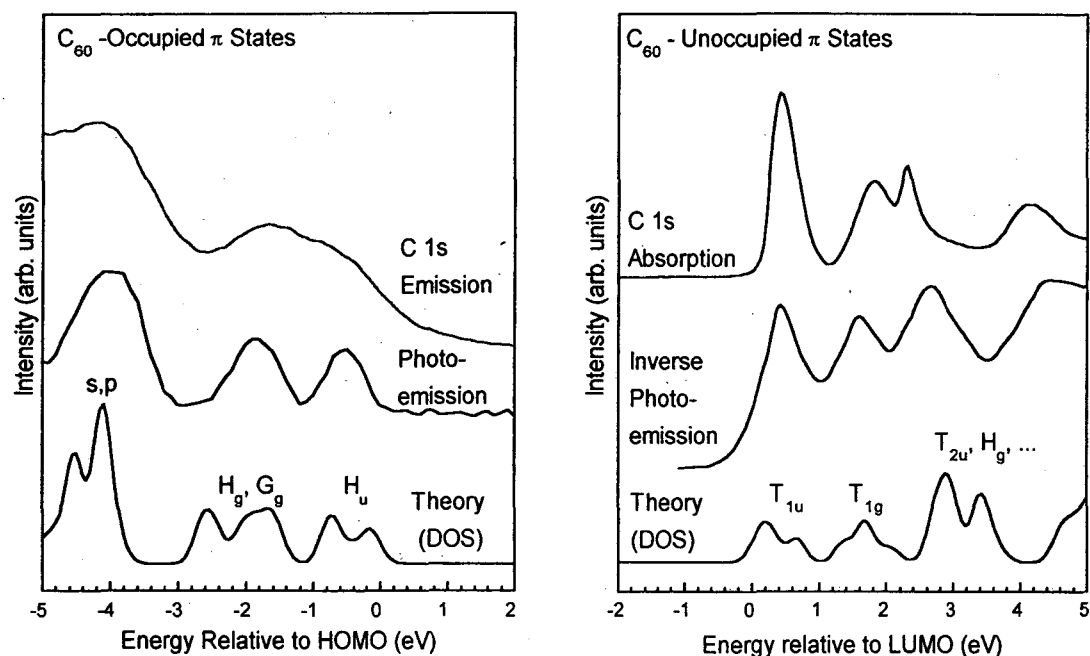 C60 -Occupied π States
Intensity (arb. units)
C 1s
Emission
Photo-
emission
s,p
Hg, Gg
Hu
Theory
(DOS)
-5 -4 -3 -2 -1 0 1 2
Energy Relative to HOMO (eV)
C60 - Unoccupied π States
Intensity (arb. units)
C 1s
Absorption
Inverse
Photo-
emission
T2u, Hg, ...
T1u
T1g
Theory
(DOS)
-2 -1 0 1 2 3 4 5
Energy relative to LUMO (eV)